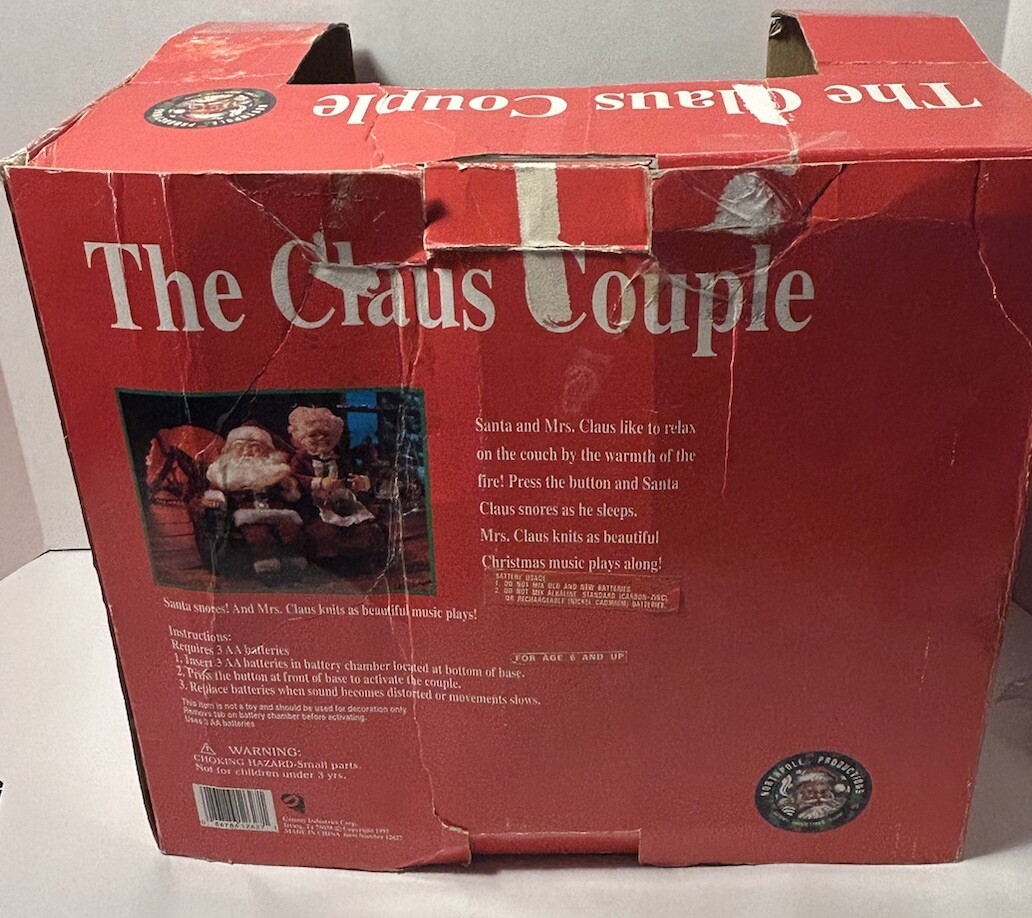 The Claus Couple
The Claus Couple
Santa and Mrs. Claus like to relax
on the couch by the warmth of the
fire! Press the button and Santa
Claus snores as he sleeps.
Mrs. Claus knits as beautiful
Christmas music plays along!
BATTERY USAGE
1. DO NOT MIX OLD AND NEW BATTERIES
2. DO NOT MIX ALKALINE STANDARD (CARBON-ZINC)
OR RECHARGEABLE (NICKEL CADMIUM) BATTERIES.
Santa snores! And Mrs. Claus knits as beautiful music plays!
FOR AGE 6 AND UP
Instructions:
Requires 3 AA batteries
1. Insert 3 AA batteries in battery chamber located at bottom of base.
2. Press the button at front of base to activate the couple.
3. Replace batteries when sound becomes distorted or movements slows.
This item is not a toy and should be used for decoration only
Remove tab on battery chamber before activating.
Uses 3 AA batteries
WARNING:
CHOKING HAZARD-Small parts.
Not for children under 3 yrs.
Gemmy Industries Corp.
Irving, Tx Copyright
MADE IN CHINA Item Number
NORTHPOLE PRODUCTIONS